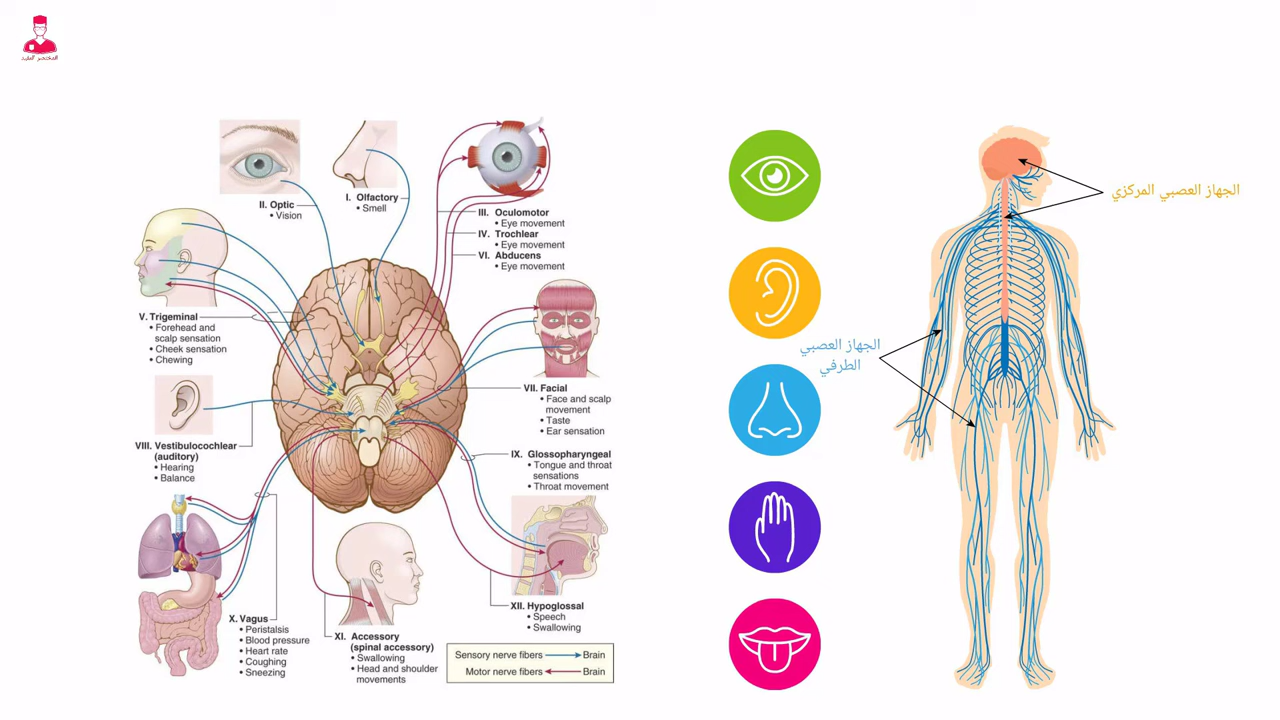 المختصر المفيد
I. Olfactory
• Smell
II. Optic
• Vision
III. Oculomotor
• Eye movement
IV. Trochlear
• Eye movement
VI. Abducens
• Eye movement
V. Trigeminal
• Forehead and
scalp sensation
• Cheek sensation
• Chewing
VII. Facial
• Face and scalp
movement
• Taste
• Ear sensation
VIII. Vestibulocochlear
(auditory)
• Hearing
• Balance
IX. Glossopharyngeal
• Tongue and throat
sensations
• Throat movement
X. Vagus
• Peristalsis
• Blood pressure
• Heart rate
• Coughing
• Sneezing
XI. Accessory
(spinal accessory)
• Swallowing
• Head and shoulder
movements
XII. Hypoglossal
• Speech
• Swallowing
Sensory nerve fibers Brain
Motor nerve fibers Brain
الجهاز العصبي المركزي
الجهاز العصبي
الطرفي